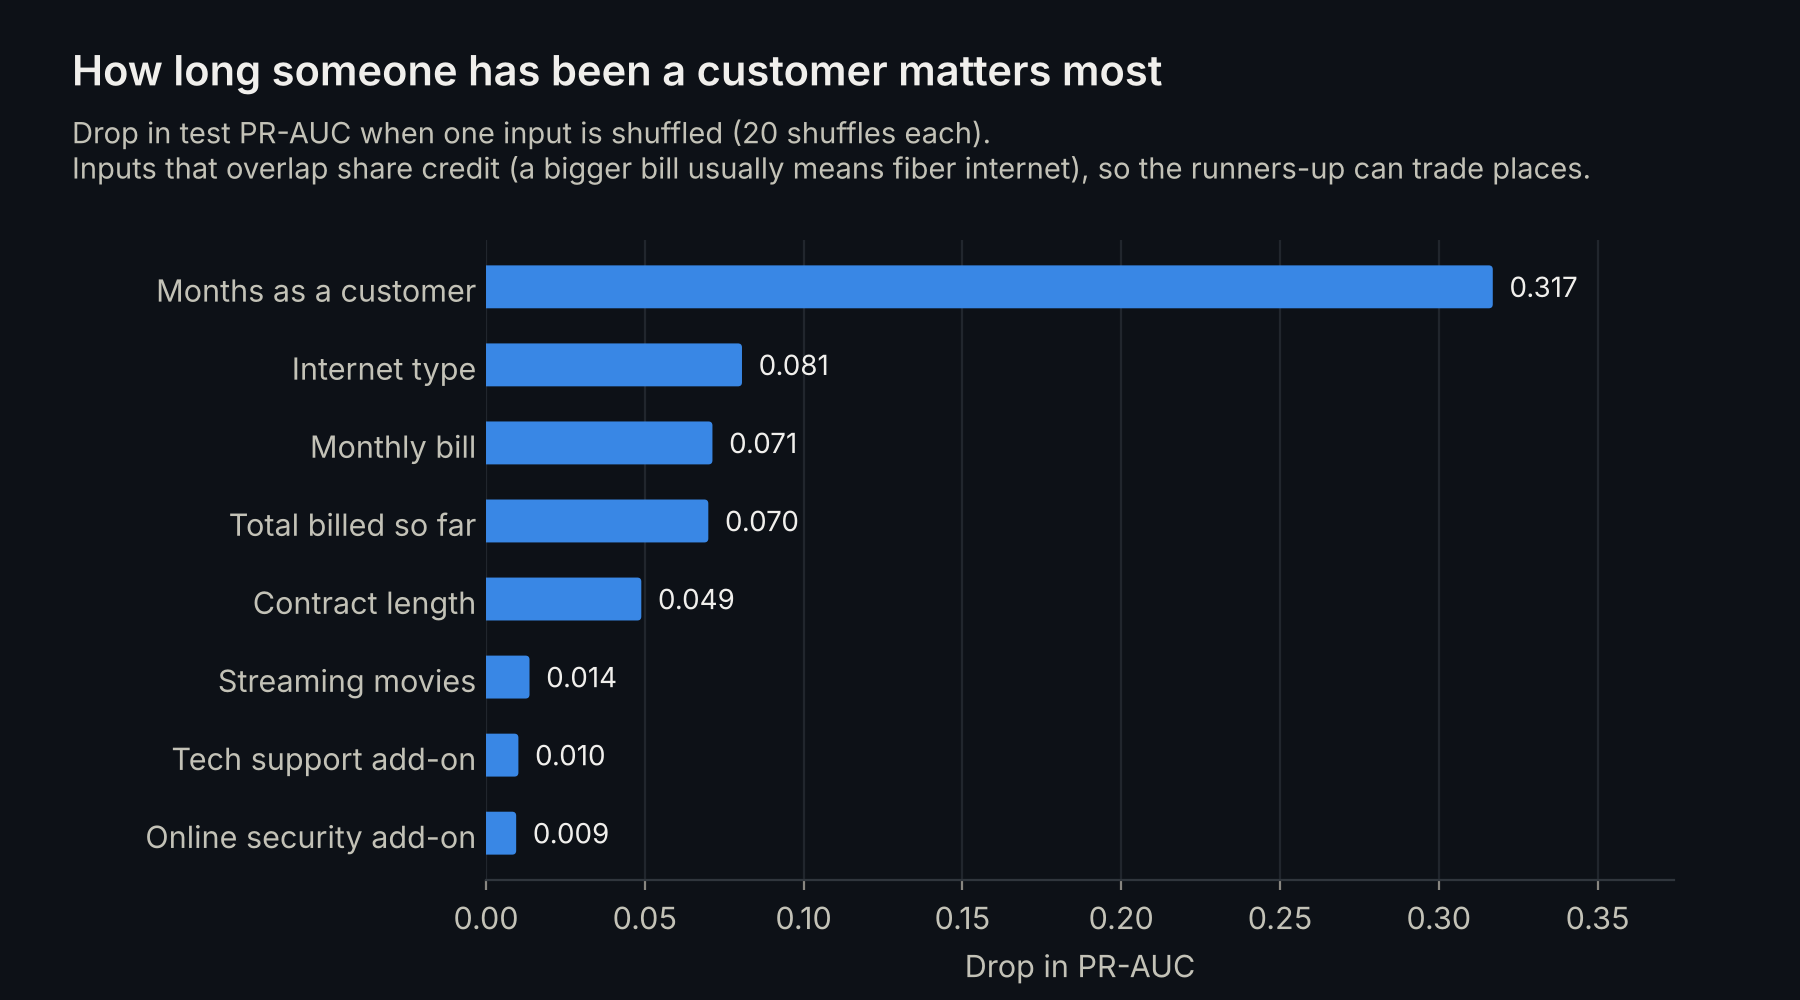 How long someone has been a customer matters most
Drop in test PR-AUC when one input is shuffled (20 shuffles each).
Inputs that overlap share credit (a bigger bill usually means fiber internet), so the runners-up can trade places.
Months as a customer 0.317
Internet type 0.081
Monthly bill 0.071
Total billed so far 0.070
Contract length 0.049
Streaming movies 0.014
Tech support add-on 0.010
Online security add-on 0.009
0.00 0.05 0.10 0.15 0.20 0.25 0.30 0.35
Drop in PR-AUC